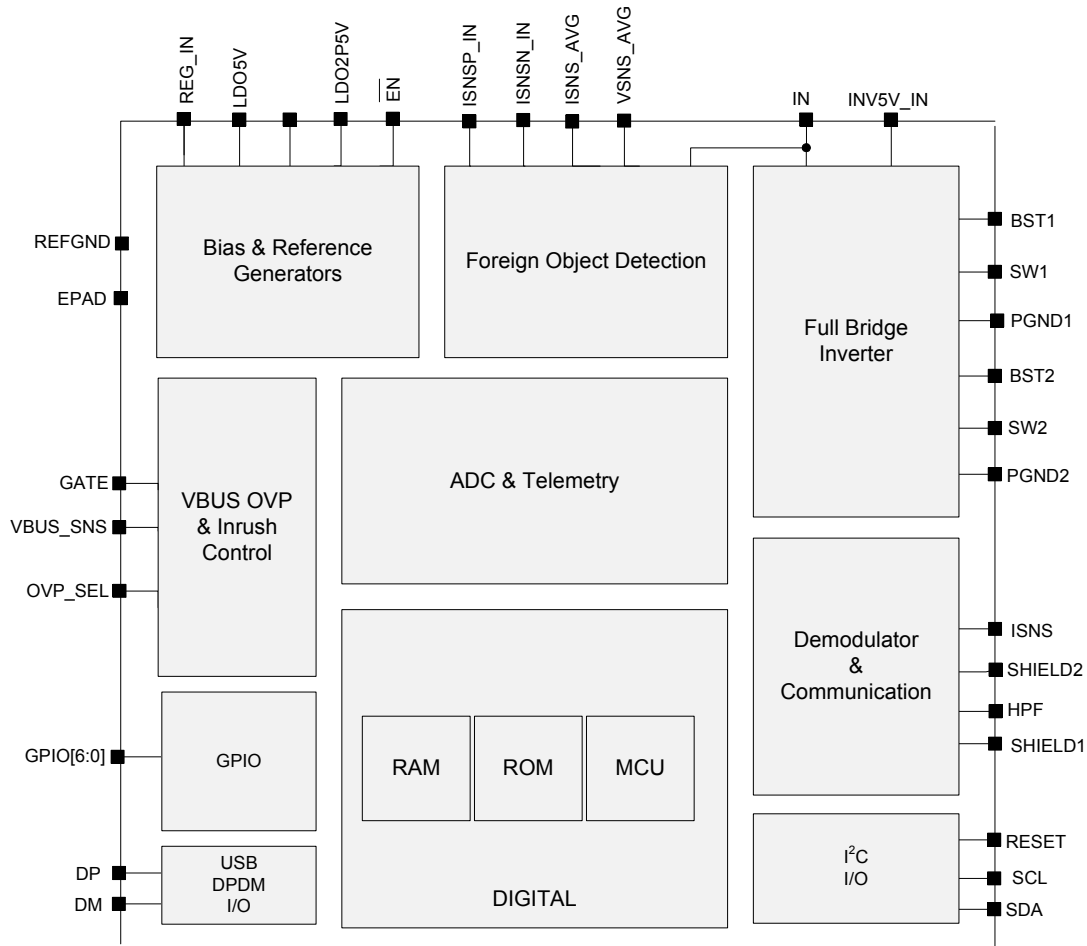 REG_IN
LDO5V
LDO2P5V
EN
ISNSP_IN
ISNSN_IN
ISNS_AVG
VSNS_AVG
IN
INV5V_IN
REFGND
EPAD
Bias & Reference
Generators
Foreign Object Detection
Full Bridge
Inverter
BST1
SW1
PGND1
BST2
SW2
PGND2
GATE
VBUS_SNS
OVP_SEL
VBUS OVP
& Inrush
Control
ADC & Telemetry
Demodulator
&
Communication
ISNS
SHIELD2
HPF
SHIELD1
GPIO[6:0]
GPIO
RAM
ROM
MCU
DIGITAL
DP
DM
USB
DPDM
I/O
I²C
I/O
RESET
SCL
SDA